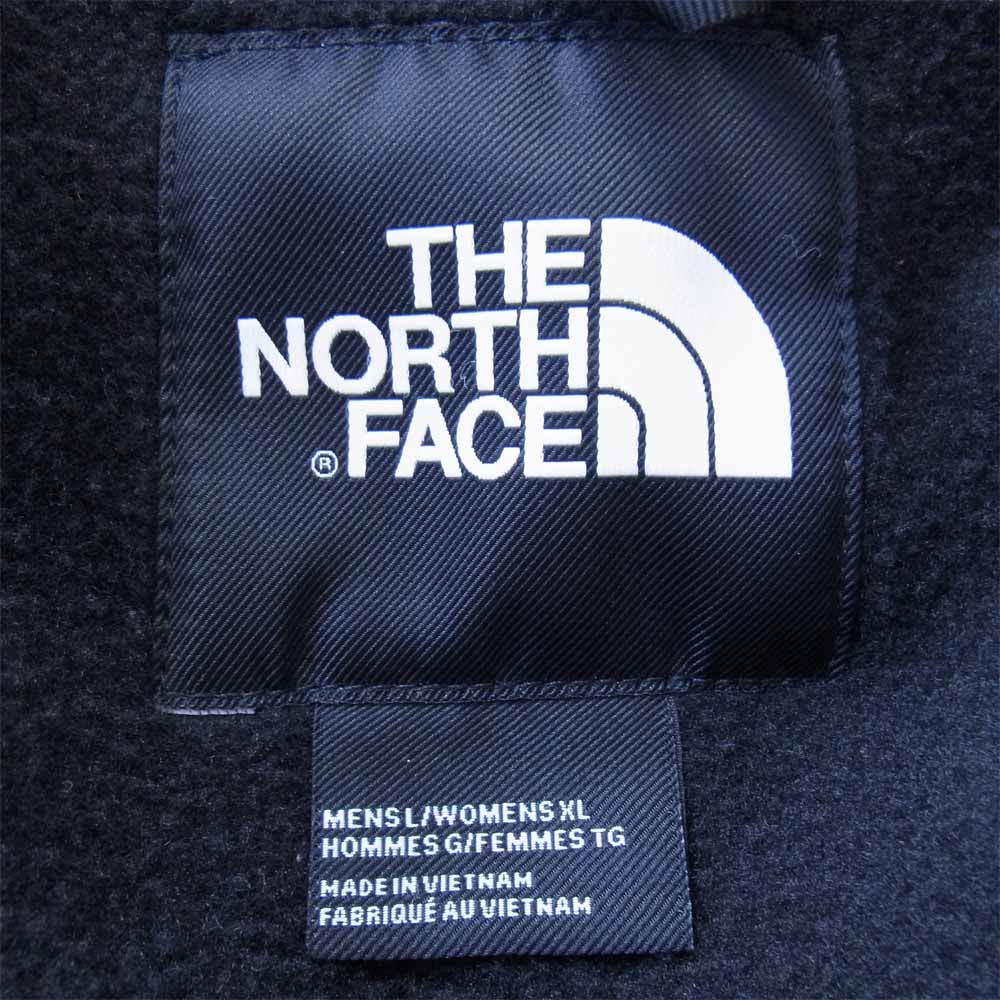 THE
NORTH
® FACE
MENS L/WOMENS XL
HOMMES G/FEMMES TG
MADE IN VIETNAM
FABRIQUÉ AU VIETNAM